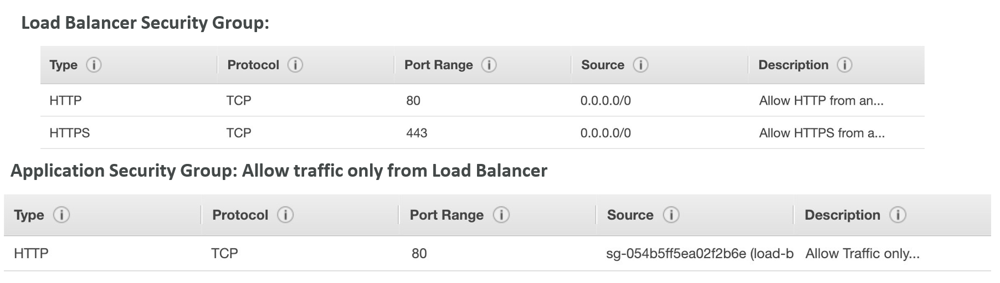 Load Balancer Security Group:
Type Protocol Port Range Source Description
HTTP TCP 80 0.0.0.0/0 Allow HTTP from an...
HTTPS TCP 443 0.0.0.0/0 Allow HTTPS from a...
Application Security Group: Allow traffic only from Load Balancer
Type Protocol Port Range Source Description
HTTP TCP 80 sg-054b5ff5ea02f2b6e (load-b Allow Traffic only...